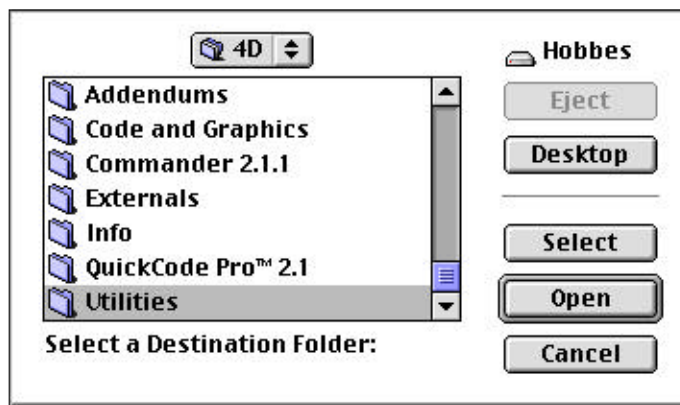 4D
Hobbes
Addendums
Code and Graphics
Commander 2.1.1
Externals
Info
QuickCode Pro™ 2.1
Utilities
Select a Destination Folder:
Eject
Desktop
Select
Open
Cancel